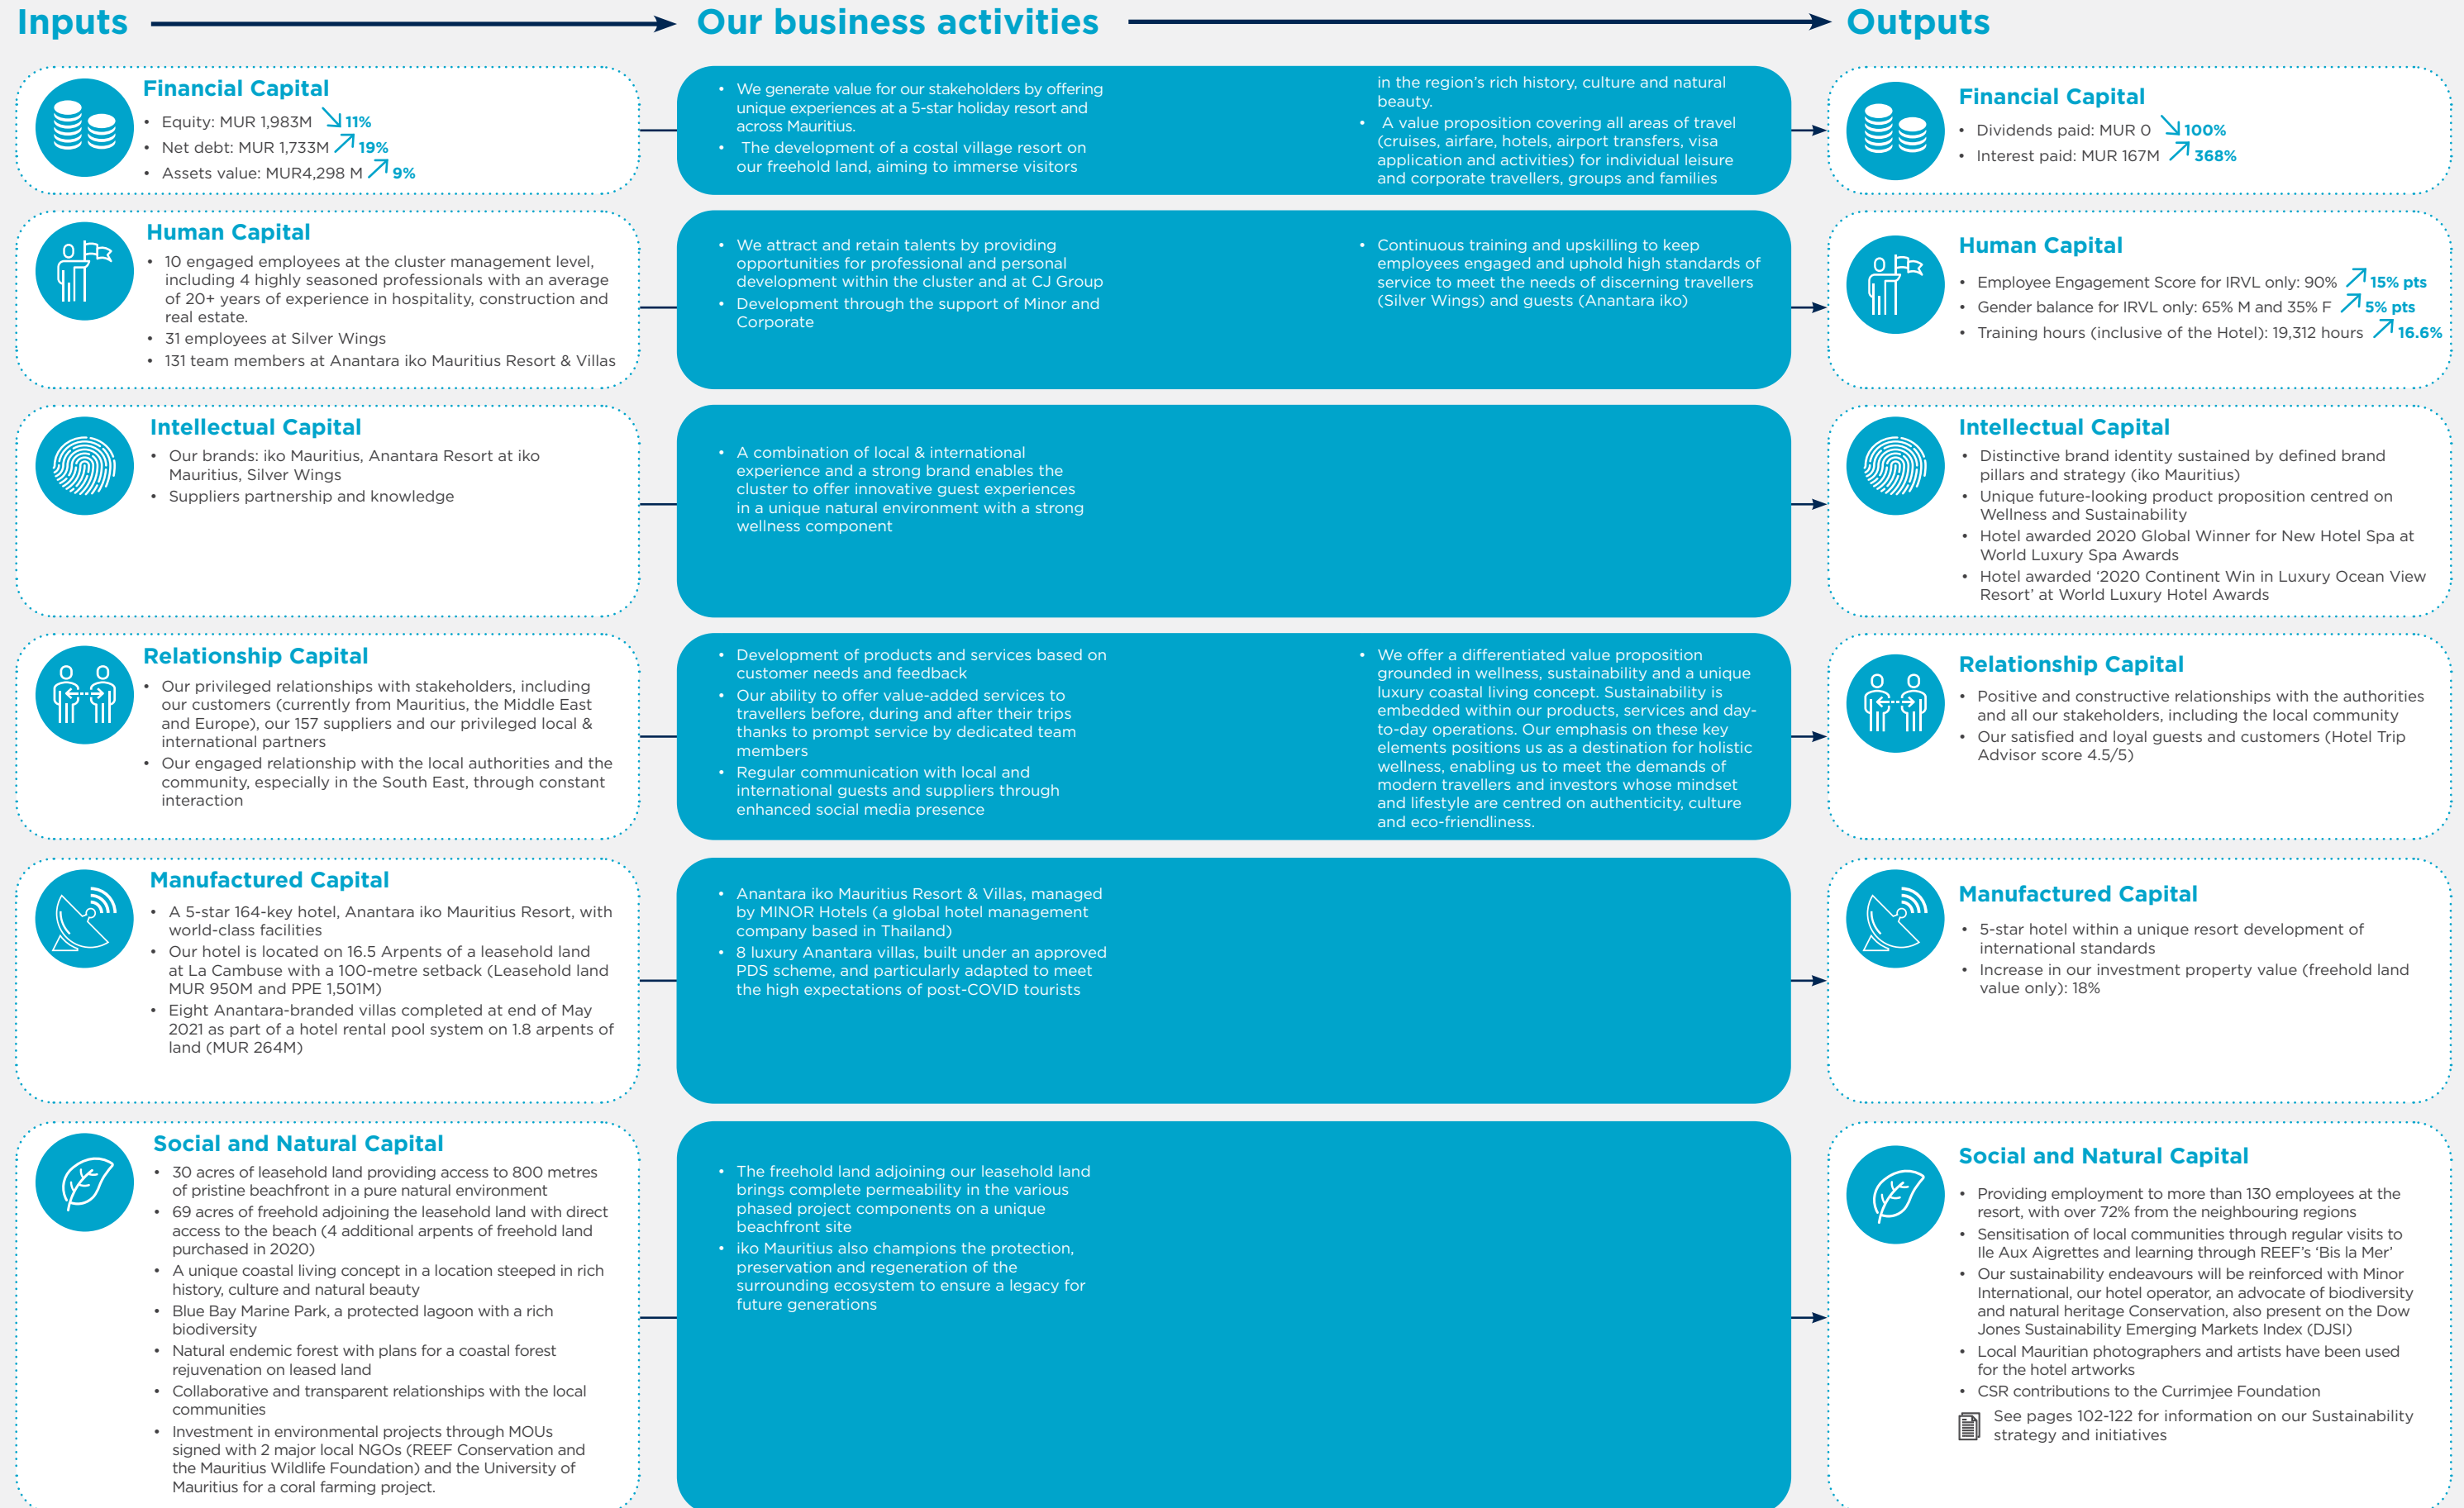 Inputs
Our business activities
Outputs
Financial Capital
• Equity: MUR 1,983M 11%
• Net debt: MUR 1,733M 19%
• Assets value: MUR4,298 M 9%
• We generate value for our stakeholders by offering
unique experiences at a 5-star holiday resort and
across Mauritius.
• The development of a costal village resort on
our freehold land, aiming to immerse visitors
in the region's rich history, culture and natural
beauty.
• A value proposition covering all areas of travel
(cruises, airfare, hotels, airport transfers, visa
application and activities) for individual leisure
and corporate travellers, groups and families
Financial Capital
• Dividends paid: MUR 0 100%
• Interest paid: MUR 167M 368%
Human Capital
• 10 engaged employees at the cluster management level,
including 4 highly seasoned professionals with an average
of 20+ years of experience in hospitality, construction and
real estate.
• 31 employees at Silver Wings
• 131 team members at Anantara iko Mauritius Resort & Villas
• We attract and retain talents by providing
opportunities for professional and personal
development within the cluster and at CJ Group
• Development through the support of Minor and
Corporate
• Continuous training and upskilling to keep
employees engaged and uphold high standards of
service to meet the needs of discerning travellers
(Silver Wings) and guests (Anantara iko)
Human Capital
• Employee Engagement Score for IRVL only: 90% 15% pts
• Gender balance for IRVL only: 65% M and 35% F 5% pts
• Training hours (inclusive of the Hotel): 19,312 hours 16.6%
Intellectual Capital
• Our brands: iko Mauritius, Anantara Resort at iko
Mauritius, Silver Wings
• Suppliers partnership and knowledge
• A combination of local & international
experience and a strong brand enables the
cluster to offer innovative guest experiences
in a unique natural environment with a strong
wellness component
Intellectual Capital
• Distinctive brand identity sustained by defined brand
pillars and strategy (iko Mauritius)
• Unique future-looking product proposition centred on
Wellness and Sustainability
• Hotel awarded 2020 Global Winner for New Hotel Spa at
World Luxury Spa Awards
• Hotel awarded '2020 Continent Win in Luxury Ocean View
Resort' at World Luxury Hotel Awards
Relationship Capital
• Our privileged relationships with stakeholders, including
our customers (currently from Mauritius, the Middle East
and Europe), our 157 suppliers and our privileged local &
international partners
• Our engaged relationship with the local authorities and the
community, especially in the South East, through constant
interaction
• Development of products and services based on
customer needs and feedback
• Our ability to offer value-added services to
travellers before, during and after their trips
thanks to prompt service by dedicated team
members
• Regular communication with local and
international guests and suppliers through
enhanced social media presence
• We offer a differentiated value proposition
grounded in wellness, sustainability and a unique
luxury coastal living concept. Sustainability is
embedded within our products, services and day-
to-day operations. Our emphasis on these key
elements positions us as a destination for holistic
wellness, enabling us to meet the demands of
modern travellers and investors whose mindset
and lifestyle are centred on authenticity, culture
and eco-friendliness.
Relationship Capital
• Positive and constructive relationships with the authorities
and all our stakeholders, including the local community
• Our satisfied and loyal guests and customers (Hotel Trip
Advisor score 4.5/5)
Manufactured Capital
• A 5-star 164-key hotel, Anantara iko Mauritius Resort, with
world-class facilities
• Our hotel is located on 16.5 Arpents of a leasehold land
at La Cambuse with a 100-metre setback (Leasehold land
MUR 950M and PPE 1,501M)
• Eight Anantara-branded villas completed at end of May
2021 as part of a hotel rental pool system on 1.8 arpents of
land (MUR 264M)
• Anantara iko Mauritius Resort & Villas, managed
by MINOR Hotels (a global hotel management
company based in Thailand)
• 8 luxury Anantara villas, built under an approved
PDS scheme, and particularly adapted to meet
the high expectations of post-COVID tourists
Manufactured Capital
• 5-star hotel within a unique resort development of
international standards
• Increase in our investment property value (freehold land
value only): 18%
Social and Natural Capital
• 30 acres of leasehold land providing access to 800 metres
of pristine beachfront in a pure natural environment
• 69 acres of freehold adjoining the leasehold land with direct
access to the beach (4 additional arpents of freehold land
purchased in 2020)
• A unique coastal living concept in a location steeped in rich
history, culture and natural beauty
• Blue Bay Marine Park, a protected lagoon with a rich
biodiversity
• Natural endemic forest with plans for a coastal forest
rejuvenation on leased land
• Collaborative and transparent relationships with the local
communities
• Investment in environmental projects through MOUs
signed with 2 major local NGOs (REEF Conservation and
the Mauritius Wildlife Foundation) and the University of
Mauritius for a coral farming project.
• The freehold land adjoining our leasehold land
brings complete permeability in the various
phased project components on a unique
beachfront site
• iko Mauritius also champions the protection,
preservation and regeneration of the
surrounding ecosystem to ensure a legacy for
future generations
Social and Natural Capital
• Providing employment to more than 130 employees at the
resort, with over 72% from the neighbouring regions
• Sensitisation of local communities through regular visits to
Ile Aux Aigrettes and learning through REEF's 'Bis la Mer'
• Our sustainability endeavours will be reinforced with Minor
International, our hotel operator, an advocate of biodiversity
and natural heritage Conservation, also present on the Dow
Jones Sustainability Emerging Markets Index (DJSI)
• Local Mauritian photographers and artists have been used
for the hotel artworks
• CSR contributions to the Currimjee Foundation
See pages 102-122 for information on our Sustainability
strategy and initiatives